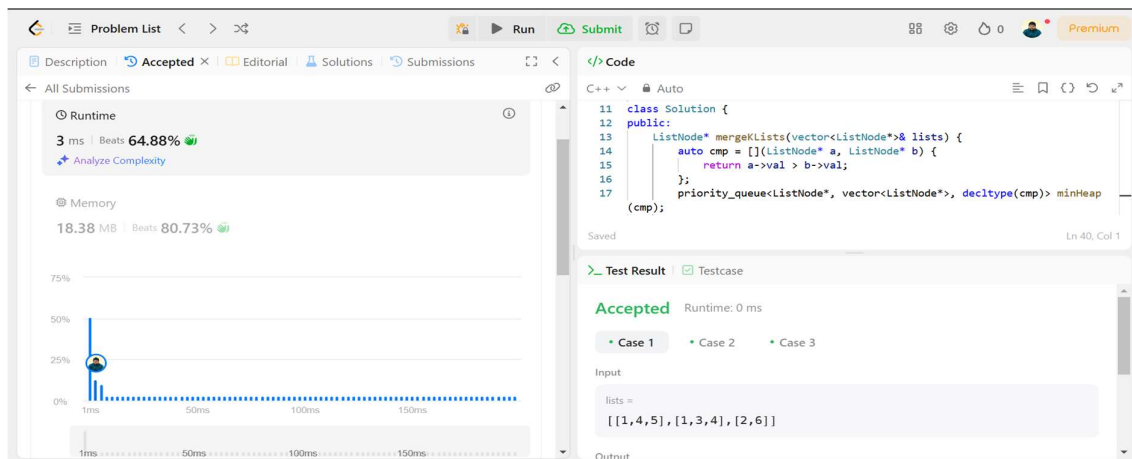 Problem List
Run
Submit
0
Premium
Description
Accepted
Editorial
Solutions
Submissions
All Submissions
Runtime
3 ms | Beats 64.88%
Analyze Complexity
Memory
18.38 MB | Beats 80.73%
75%
50%
25%
0%
1ms 50ms 100ms 150ms
1ms 50ms 100ms 150ms
</> Code
C++ Auto
11 class Solution {
12 public:
13 ListNode* mergeKLists(vector<ListNode*>& lists) {
14 auto cmp = [](ListNode* a, ListNode* b) {
15 return a->val > b->val;
16 };
17 priority_queue<ListNode*, vector<ListNode*>, decltype(cmp)> minHeap
(cmp);
Saved
Ln 40, Col 1
>_ Test Result
Testcase
Accepted Runtime: 0 ms
• Case 1 • Case 2 • Case 3
Input
lists =
[[1,4,5],[1,3,4],[2,6]]
Output